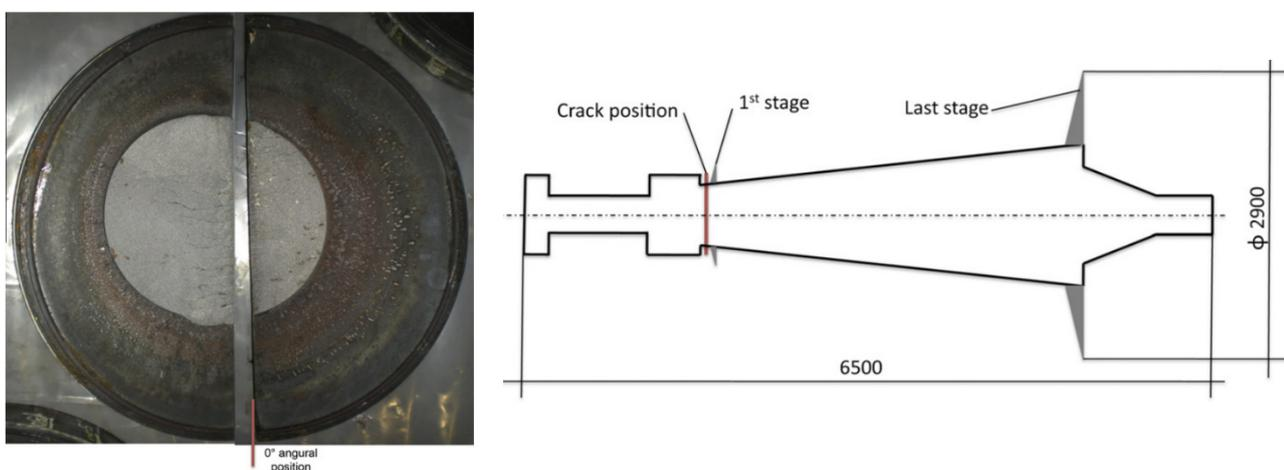 0° angural
position
Crack position
1st stage
Last stage
6500
ϕ 2900